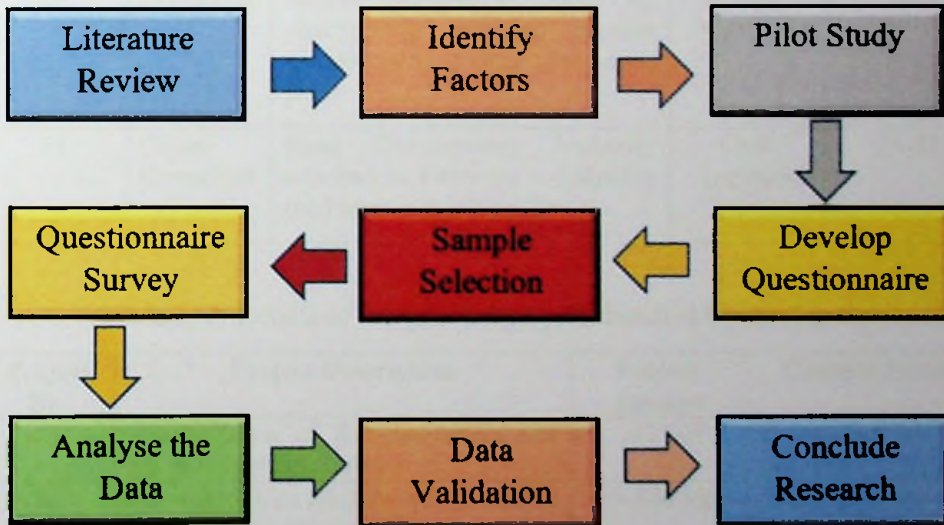 Literature
Review
Identify
Factors
Pilot Study
Develop
Questionnaire
Sample
Selection
Questionnaire
Survey
Analyse the
Data
Data
Validation
Conclude
Research